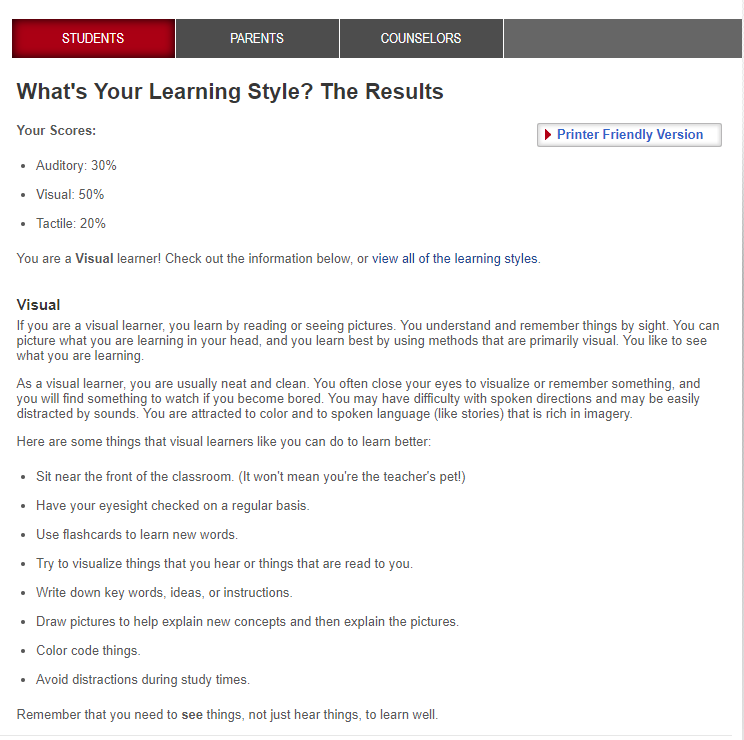 STUDENTS
PARENTS
COUNSELORS
What's Your Learning Style? The Results
Your Scores:
Printer Friendly Version
• Auditory: 30%
• Visual: 50%
• Tactile: 20%
You are a Visual learner! Check out the information below, or view all of the learning styles.
Visual
If you are a visual learner, you learn by reading or seeing pictures. You understand and remember things by sight. You can
picture what you are learning in your head, and you learn best by using methods that are primarily visual. You like to see
what you are learning.
As a visual learner, you are usually neat and clean. You often close your eyes to visualize or remember something, and
you will find something to watch if you become bored. You may have difficulty with spoken directions and may be easily
distracted by sounds. You are attracted to color and to spoken language (like stories) that is rich in imagery.
Here are some things that visual learners like you can do to learn better:
• Sit near the front of the classroom. (It won't mean you're the teacher's pet!)
• Have your eyesight checked on a regular basis.
• Use flashcards to learn new words.
• Try to visualize things that you hear or things that are read to you.
• Write down key words, ideas, or instructions.
• Draw pictures to help explain new concepts and then explain the pictures.
• Color code things.
• Avoid distractions during study times.
Remember that you need to see things, not just hear things, to learn well.